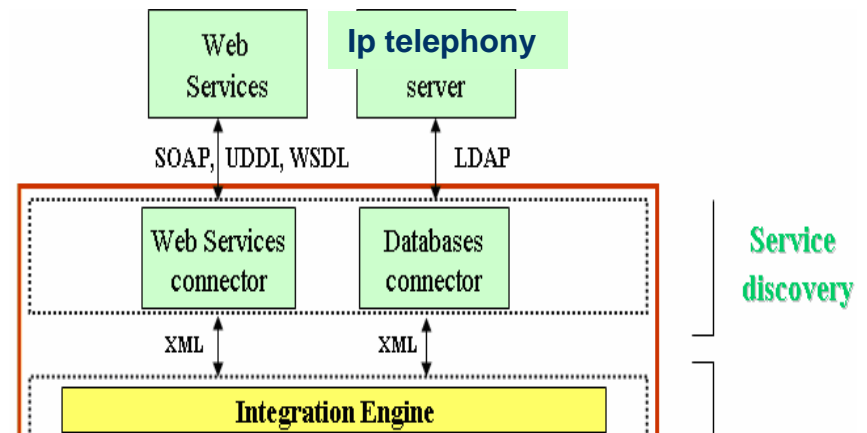 Web
Services
Ip telephony
server
SOAP, UDDI, WSDL
LDAP
Web Services
connector
Databases
connector
Service
discovery
XML
XML
Integration Engine